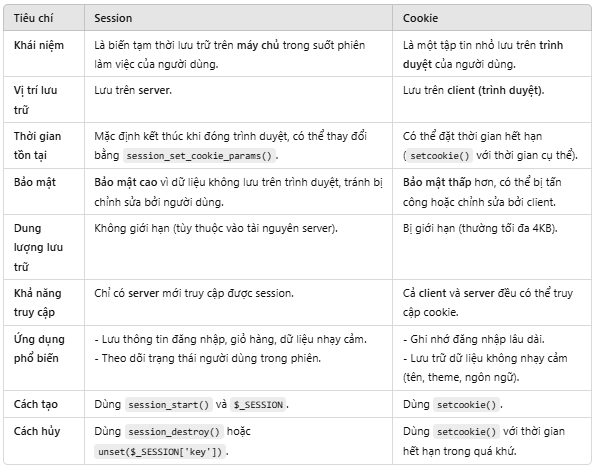 Tiêu chí Session Cookie
Khái niệm Là biến tạm thời lưu trữ trên máy chủ trong suốt phiên Là một tập tin nhỏ lưu trên trình
làm việc của người dùng. duyệt của người dùng.
Vị trí lưu Lưu trên server. Lưu trên client (trình duyệt).
trữ
Thời gian Mặc định kết thúc khi đóng trình duyệt, có thể thay đổi Có thể đặt thời gian hết hạn
tồn tại bằng session_set_cookie_params(). ( setcookie() với thời gian cụ thể).
Bảo mật Bảo mật cao vì dữ liệu không lưu trên trình duyệt, tránh bị Bảo mật thấp hơn, có thể bị tấn
chỉnh sửa bởi người dùng. công hoặc chỉnh sửa bởi client.
Dung Không giới hạn (tùy thuộc vào tài nguyên server). Bị giới hạn (thường tối đa 4KB).
lượng lưu
trữ
Khả năng Chỉ có server mới truy cập được session. Cả client và server đều có thể truy
truy cập cập cookie.
Ứng dụng - Lưu thông tin đăng nhập, giỏ hàng, dữ liệu nhạy cảm. - Ghi nhớ đăng nhập lâu dài.
phổ biến - Theo dõi trạng thái người dùng trong phiên. - Lưu trữ dữ liệu không nhạy cảm
(tên, theme, ngôn ngữ).
Cách tạo Dùng session_start() và $_SESSION. Dùng setcookie().
Cách hủy Dùng session_destroy() hoặc Dùng setcookie() với thời gian
unset($_SESSION['key']). hết hạn trong quá khứ.